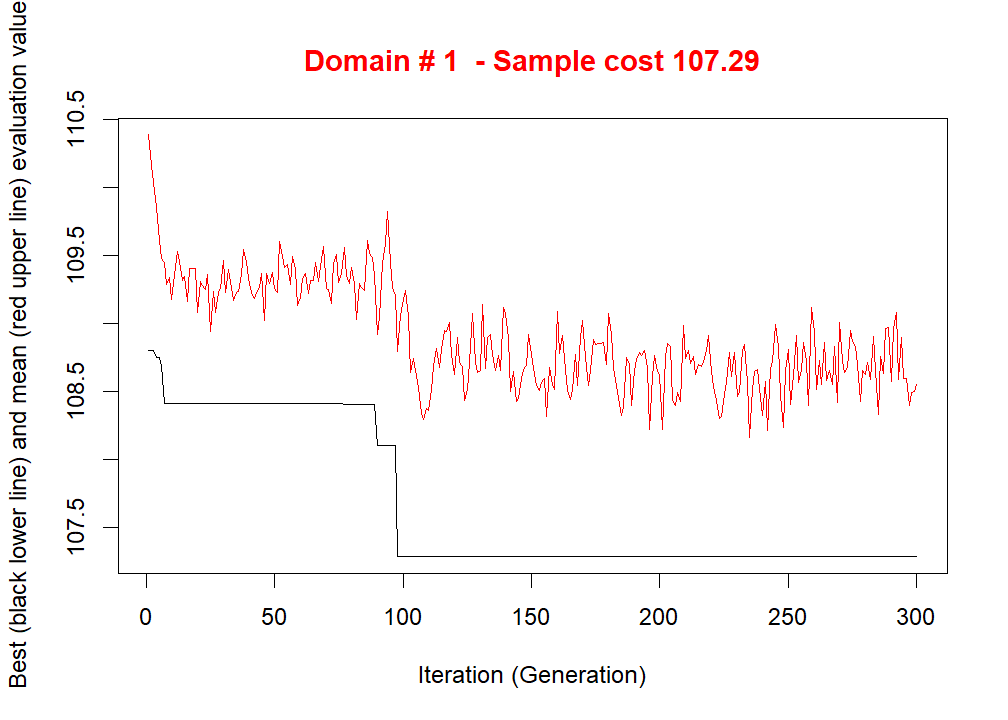 Domain # 1  - Sample cost 107.29
Best (black lower line) and mean (red upper line) evaluation value
110.5
109.5
108.5
107.5
0 50 100 150 200 250 300
Iteration (Generation)